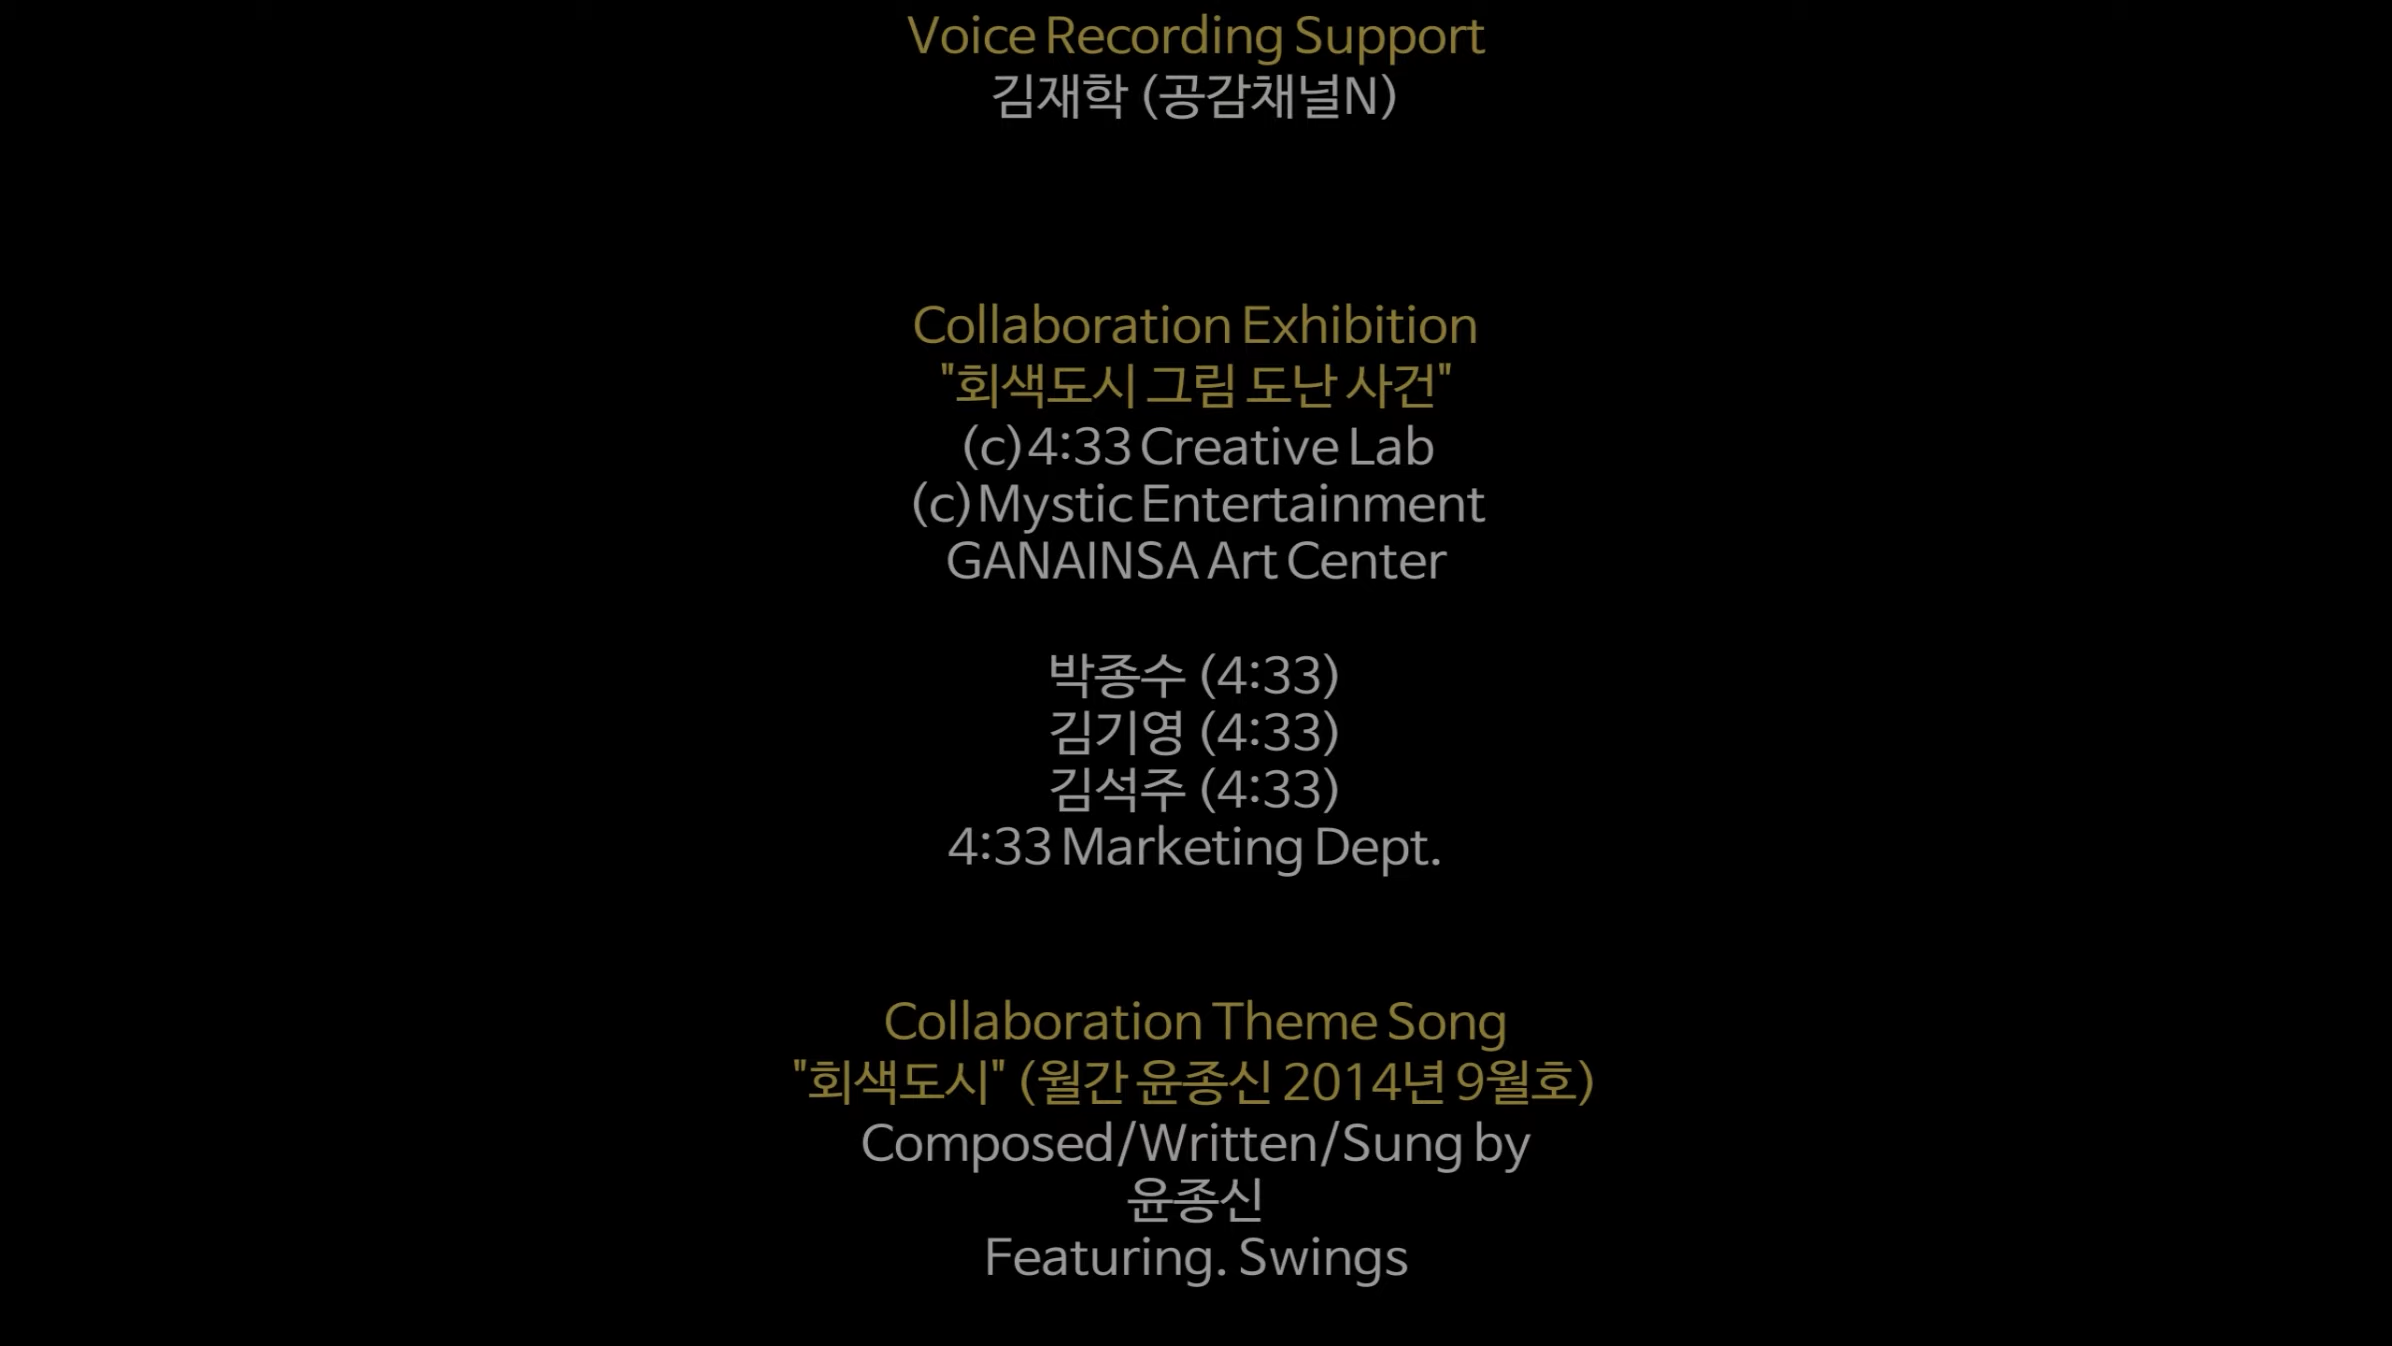 Voice Recording Support
김재학 (공감채널N)
Collaboration Exhibition
"회색도시 그림 도난 사건"
(c)4:33 Creative Lab
(c)Mystic Entertainment
GANAINSA Art Center
박종수 (4:33)
김기영 (4:33)
김석주 (4:33)
4:33 Marketing Dept.
Collaboration Theme Song
"회색도시" (월간 윤종신 2014년 9월호)
Composed/Written/Sung by
윤종신
Featuring. Swings